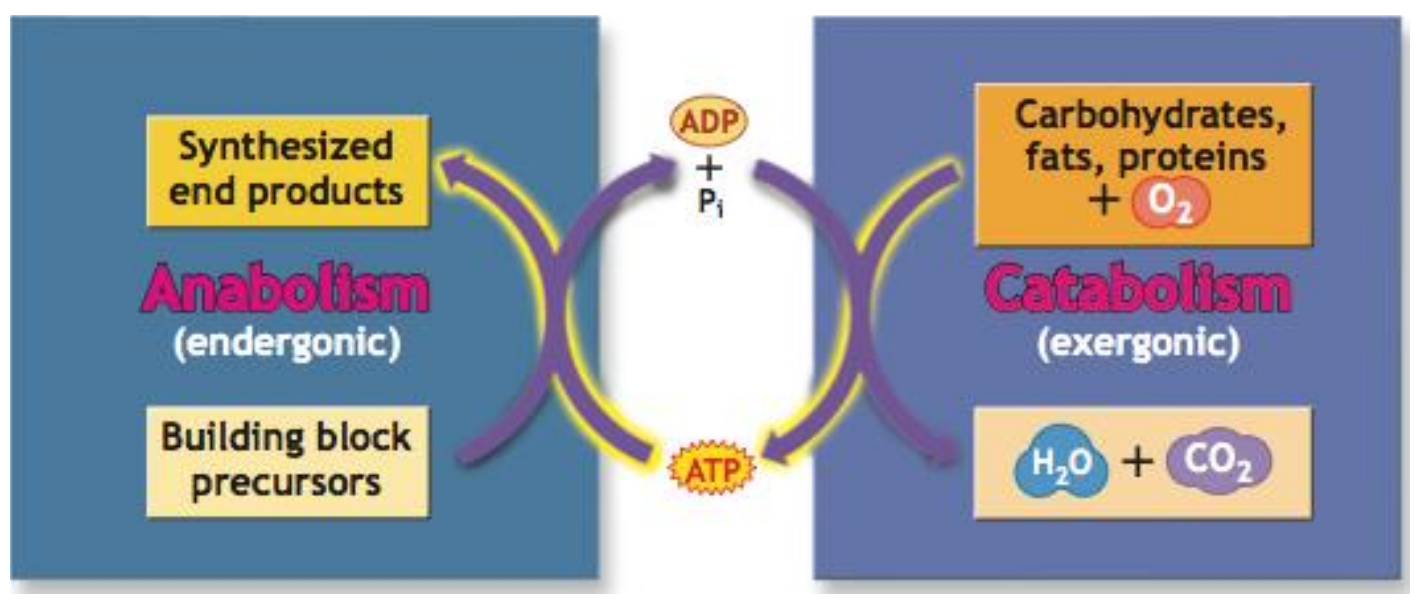 Synthesized
end products
Anabolism
(endergonic)
Building block
precursors
ADP
+
Pᵢ
ATP
Carbohydrates,
fats, proteins
+ O₂
Catabolism
(exergonic)
H₂O + CO₂